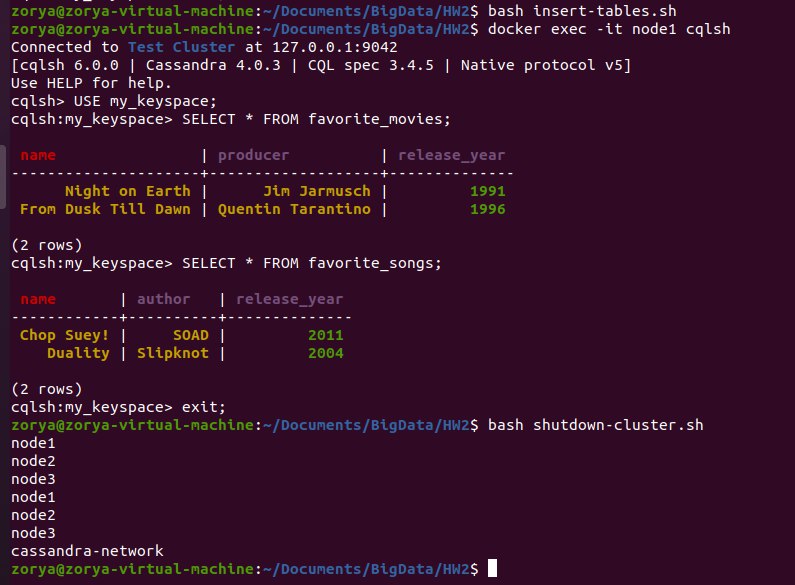 zorya@zorya-virtual-machine:~/Documents/BigData/HW2$ bash insert-tables.sh
zorya@zorya-virtual-machine:~/Documents/BigData/HW2$ docker exec -it node1 cqlsh
Connected to Test Cluster at 127.0.0.1:9042
[cqlsh 6.0.0 | Cassandra 4.0.3 | CQL spec 3.4.5 | Native protocol v5]
Use HELP for help.
cqlsh> USE my_keyspace;
cqlsh:my_keyspace> SELECT * FROM favorite_movies;

 name                | producer          | release_year
---------------------+-------------------+--------------
      Night on Earth |      Jim Jarmusch |         1991
 From Dusk Till Dawn | Quentin Tarantino |         1996

(2 rows)
cqlsh:my_keyspace> SELECT * FROM favorite_songs;

 name       | author   | release_year
------------+----------+--------------
 Chop Suey! |     SOAD |         2011
    Duality | Slipknot |         2004

(2 rows)
cqlsh:my_keyspace> exit;
zorya@zorya-virtual-machine:~/Documents/BigData/HW2$ bash shutdown-cluster.sh
node1
node2
node3
node1
node2
node3
cassandra-network
zorya@zorya-virtual-machine:~/Documents/BigData/HW2$